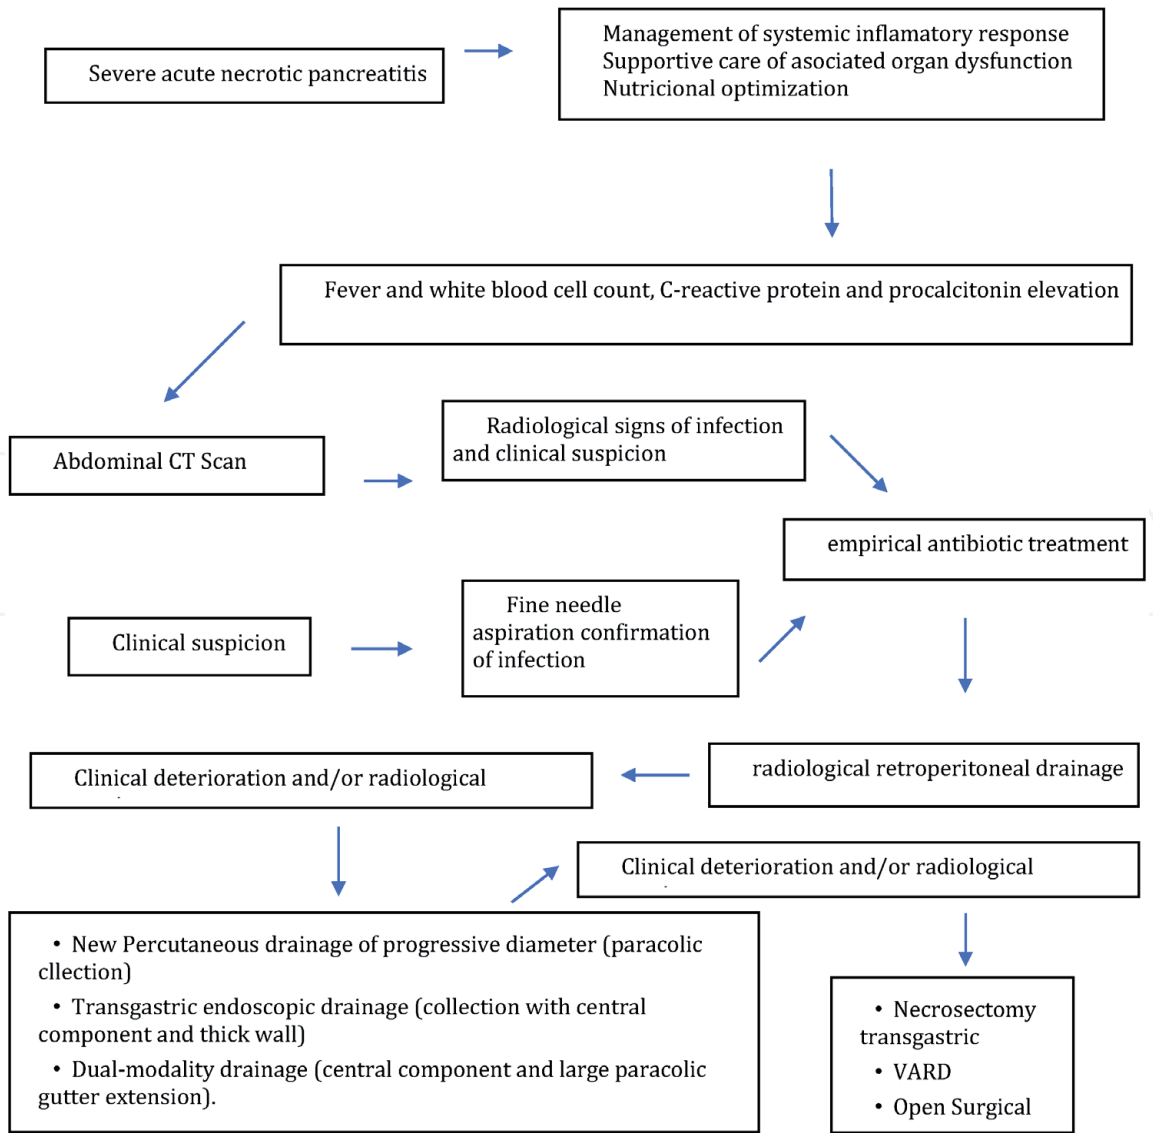 Severe acute necrotic pancreatitis
Management of systemic inflamatory response
Supportive care of asociated organ dysfunction
Nutricional optimization
Fever and white blood cell count, C-reactive protein and procalcitonin elevation
Abdominal CT Scan
Radiological signs of infection
and clinical suspicion
empirical antibiotic treatment
Clinical suspicion
Fine needle
aspiration confirmation
of infection
radiological retroperitoneal drainage
Clinical deterioration and/or radiological
• New Percutaneous drainage of progressive diameter (paracolic
cllection)
• Transgastric endoscopic drainage (collection with central
component and thick wall)
• Dual-modality drainage (central component and large paracolic
gutter extension).
Clinical deterioration and/or radiological
• Necrosectomy
transgastric
• VARD
• Open Surgical